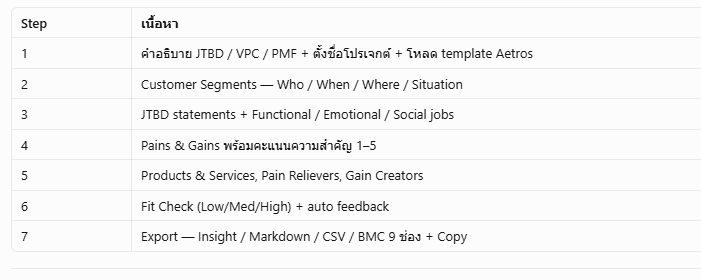 Step เนื้อหา
1 คำอธิบาย JTBD / VPC / PMF + ตั้งชื่อโปรเจกต์ + โหลด template Aetros
2 Customer Segments — Who / When / Where / Situation
3 JTBD statements + Functional / Emotional / Social jobs
4 Pains & Gains พร้อมคะแนนความสำคัญ 1–5
5 Products & Services, Pain Relievers, Gain Creators
6 Fit Check (Low/Med/High) + auto feedback
7 Export — Insight / Markdown / CSV / BMC 9 ช่อง + Copy